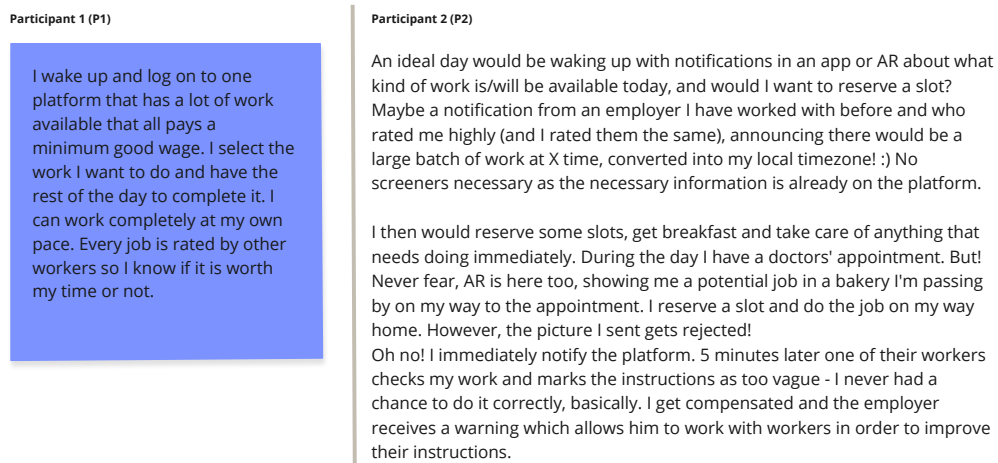 Participant 1 (P1)
I wake up and log on to one
platform that has a lot of work
available that all pays a
minimum good wage. I select the
work I want to do and have the
rest of the day to complete it. I
can work completely at my own
pace. Every job is rated by other
workers so I know if it is worth
my time or not.
Participant 2 (P2)
An ideal day would be waking up with notifications in an app or AR about what
kind of work is/will be available today, and would I want to reserve a slot?
Maybe a notification from an employer I have worked with before and who
rated me highly (and I rated them the same), announcing there would be a
large batch of work at X time, converted into my local timezone! :) No
screeners necessary as the necessary information is already on the platform.
I then would reserve some slots, get breakfast and take care of anything that
needs doing immediately. During the day I have a doctors' appointment. But!
Never fear, AR is here too, showing me a potential job in a bakery I'm passing
by on my way to the appointment. I reserve a slot and do the job on my way
home. However, the picture I sent gets rejected!
Oh no! I immediately notify the platform. 5 minutes later one of their workers
checks my work and marks the instructions as too vague - I never had a
chance to do it correctly, basically. I get compensated and the employer
receives a warning which allows him to work with workers in order to improve
their instructions.